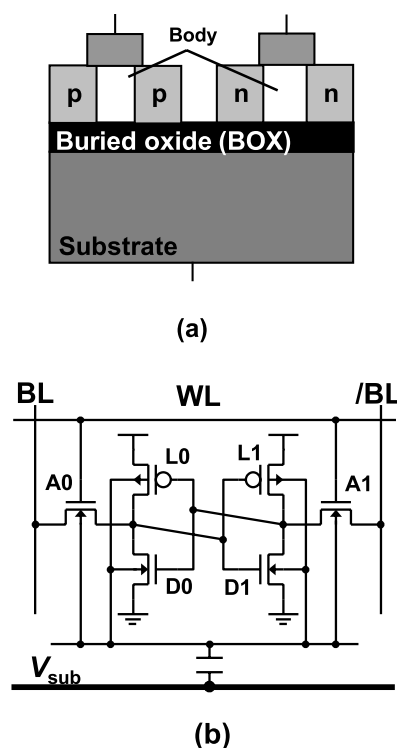 Body
p p n n
Buried oxide (BOX)
Substrate
(a)
BL WL /BL
L0 L1
A0 A1
D0 D1
Vsub
(b)